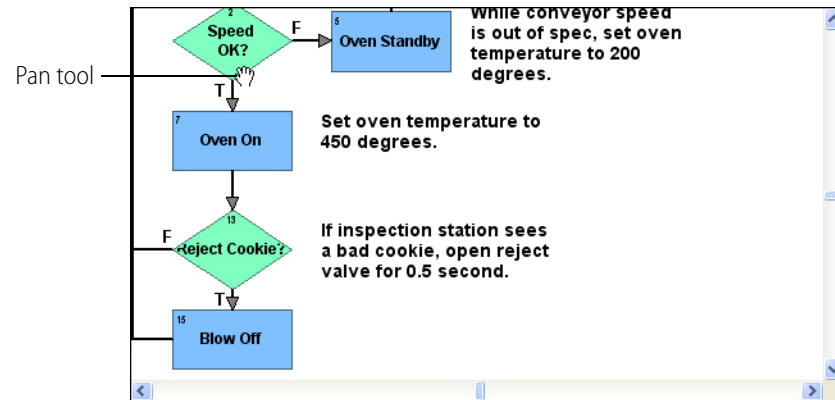 2
Speed
OK?
F
5
Oven Standby
While conveyor speed
is out of spec, set oven
temperature to 200
degrees.
Pan tool
T
7
Oven On
Set oven temperature to
450 degrees.
13
F
Reject Cookie?
If inspection station sees
a bad cookie, open reject
valve for 0.5 second.
T
15
Blow Off